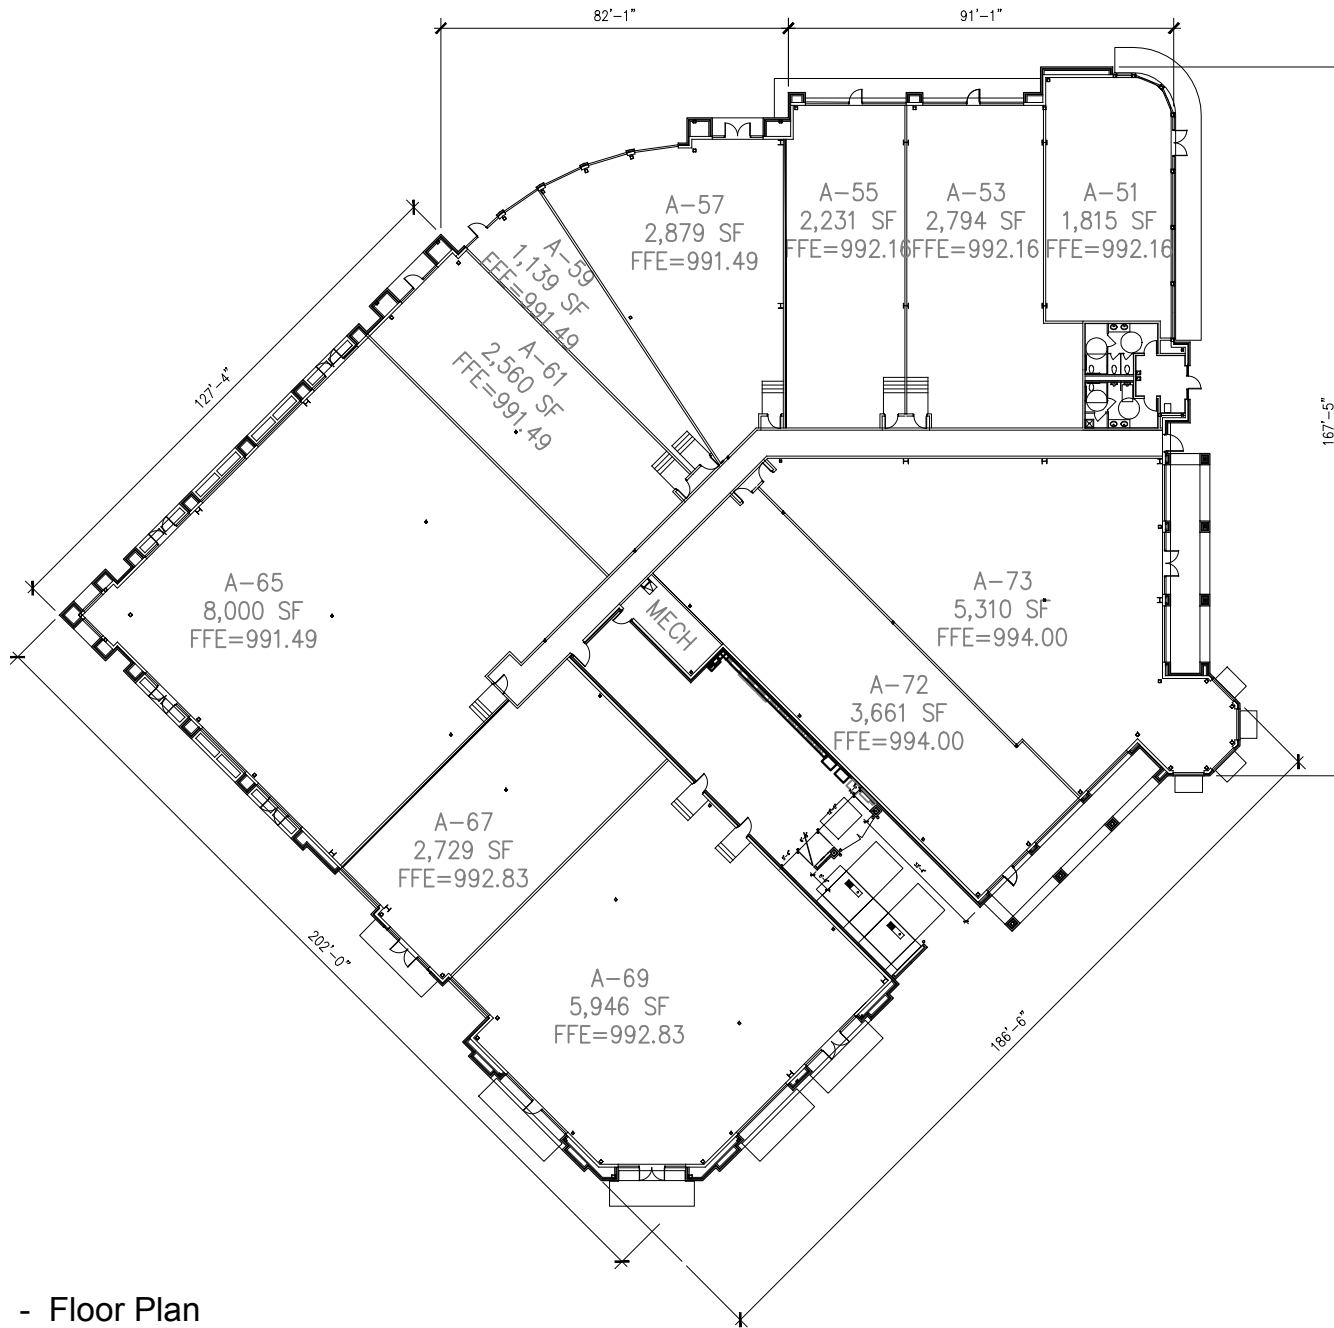 82'-1"
91'-1"
A-55
2,231 SF
FFE=992.16
A-53
2,794 SF
FFE=992.16
A-51
1,815 SF
FFE=992.16
A-57
2,879 SF
FFE=991.49
A-59
1,139 SF
FFE=991.49
A-61
2,560 SF
FFE=991.49
127'-4"
167'-5"
A-65
8,000 SF
FFE=991.49
MECH
A-73
5,310 SF
FFE=994.00
A-72
3,661 SF
FFE=994.00
A-67
2,729 SF
FFE=992.83
202'-0"
A-69
5,946 SF
FFE=992.83
186'-6"
- Floor Plan